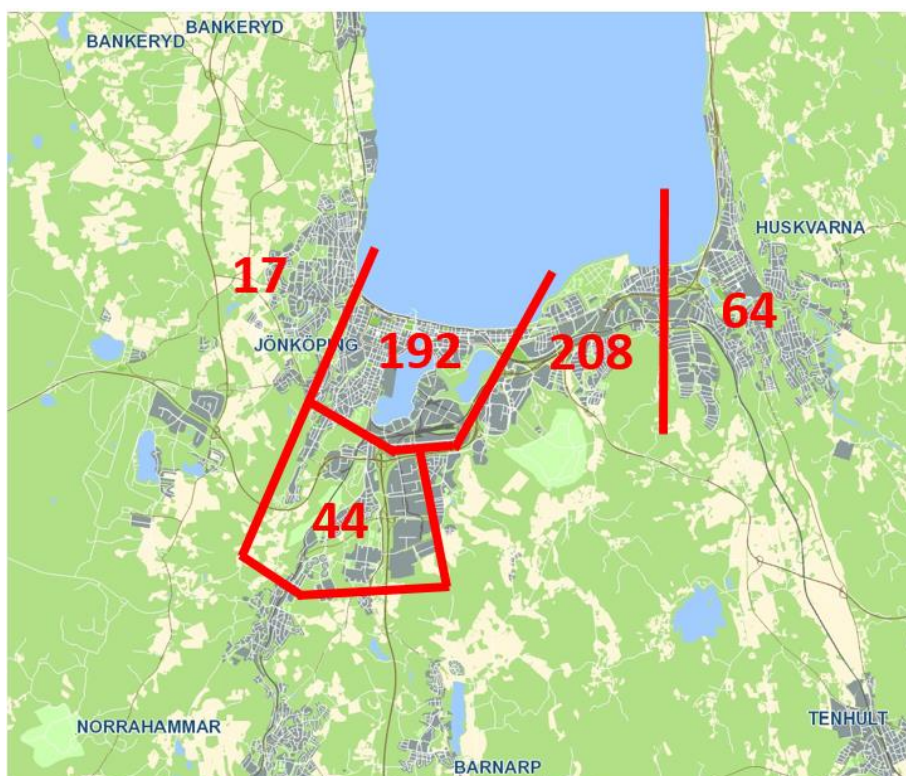 BANKERYD
BANKERYD
HUSKVARNA
17
64
JÖNKÖPING
192
208
44
NORRAHAMMAR
TENHULT
BARNARP